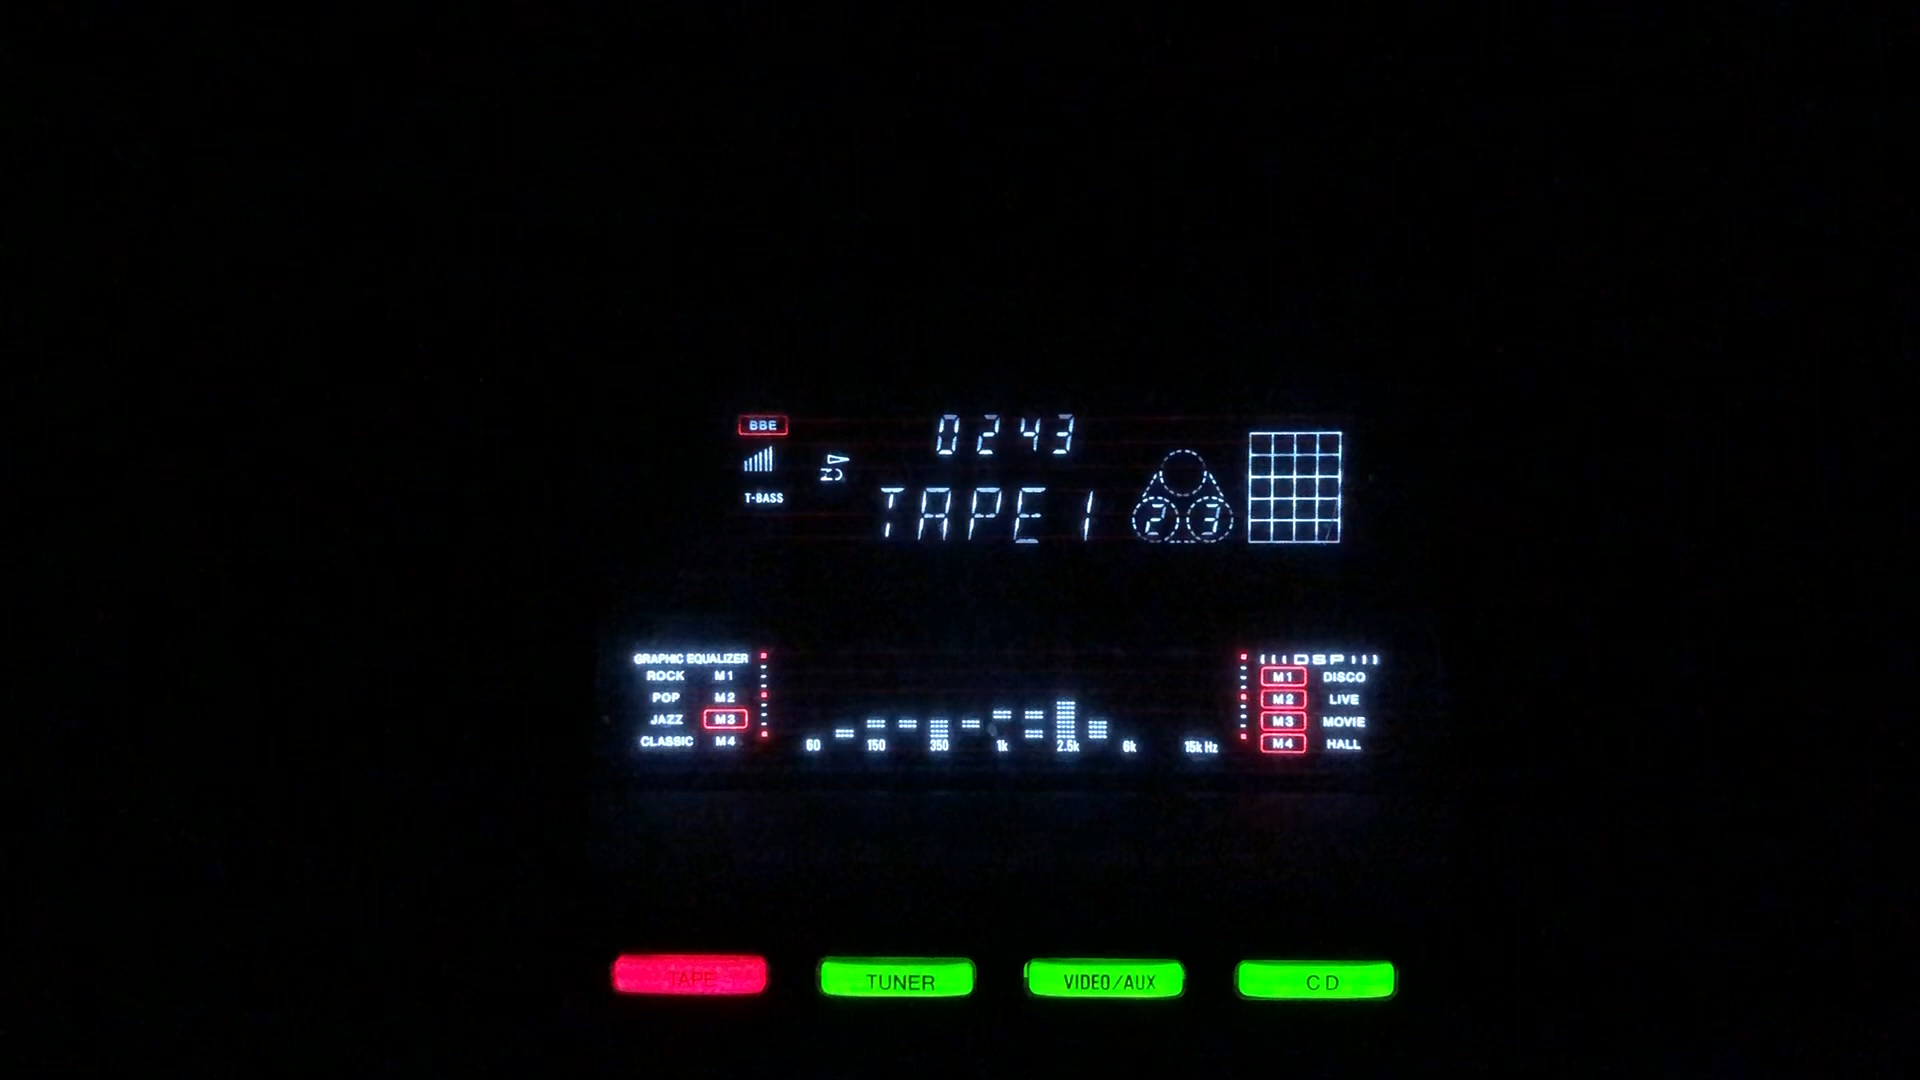 BBE
0243
T-BASS
TAPE 1
2 3
GRAPHIC EQUALIZER
ROCK M1
POP M2
JAZZ M3
CLASSIC M4
60 150 350 1k 2.5k 6k 15k Hz
DSP
M1 DISCO
M2 LIVE
M3 MOVIE
M4 HALL
TAPE TUNER VIDEO/AUX CD